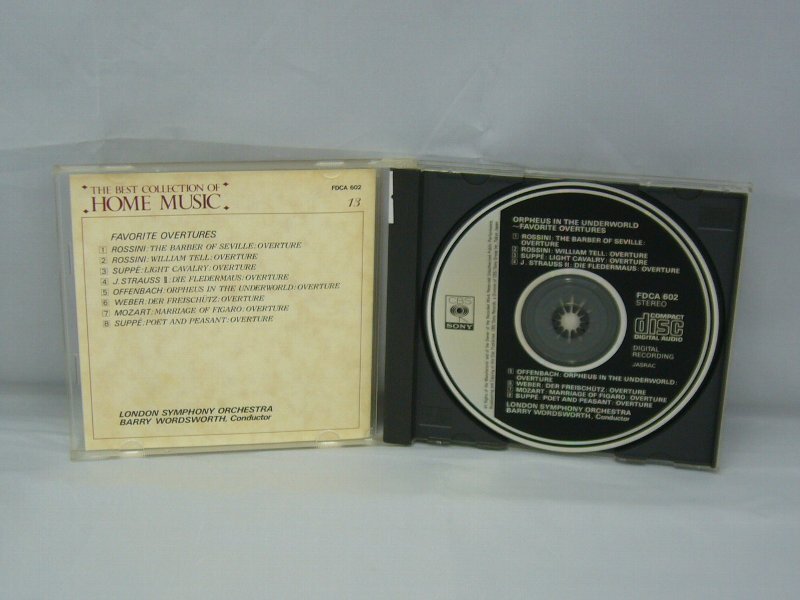 THE BEST COLLECTION OF
HOME MUSIC
FDCA 602
13
FAVORITE OVERTURES
1 ROSSINI: THE BARBER OF SEVILLE: OVERTURE
2 ROSSINI: WILLIAM TELL: OVERTURE
3 SUPPÉ: LIGHT CAVALRY: OVERTURE
4 J. STRAUSS II: DIE FLEDERMAUS: OVERTURE
5 OFFENBACH: ORPHEUS IN THE UNDERWORLD: OVERTURE
6 WEBER: DER FREISCHÜTZ: OVERTURE
7 MOZART: MARRIAGE OF FIGARO: OVERTURE
8 SUPPÉ: POET AND PEASANT: OVERTURE
LONDON SYMPHONY ORCHESTRA
BARRY WORDSWORTH, Conductor
ORPHEUS IN THE UNDERWORLD
~FAVORITE OVERTURES
1 ROSSINI: THE BARBER OF SEVILLE:
OVERTURE
2 ROSSINI: WILLIAM TELL: OVERTURE
3 SUPPÉ: LIGHT CAVALRY: OVERTURE
4 J. STRAUSS II: DIE FLEDERMAUS: OVERTURE
CBS
SONY
FDCA 602
STEREO
COMPACT
disc
DIGITAL AUDIO
DIGITAL
RECORDING
JASRAC
5 OFFENBACH: ORPHEUS IN THE UNDERWORLD:
OVERTURE
6 WEBER: DER FREISCHÜTZ: OVERTURE
7 MOZART: MARRIAGE OF FIGARO: OVERTURE
8 SUPPÉ: POET AND PEASANT: OVERTURE
LONDON SYMPHONY ORCHESTRA
BARRY WORDSWORTH, Conductor